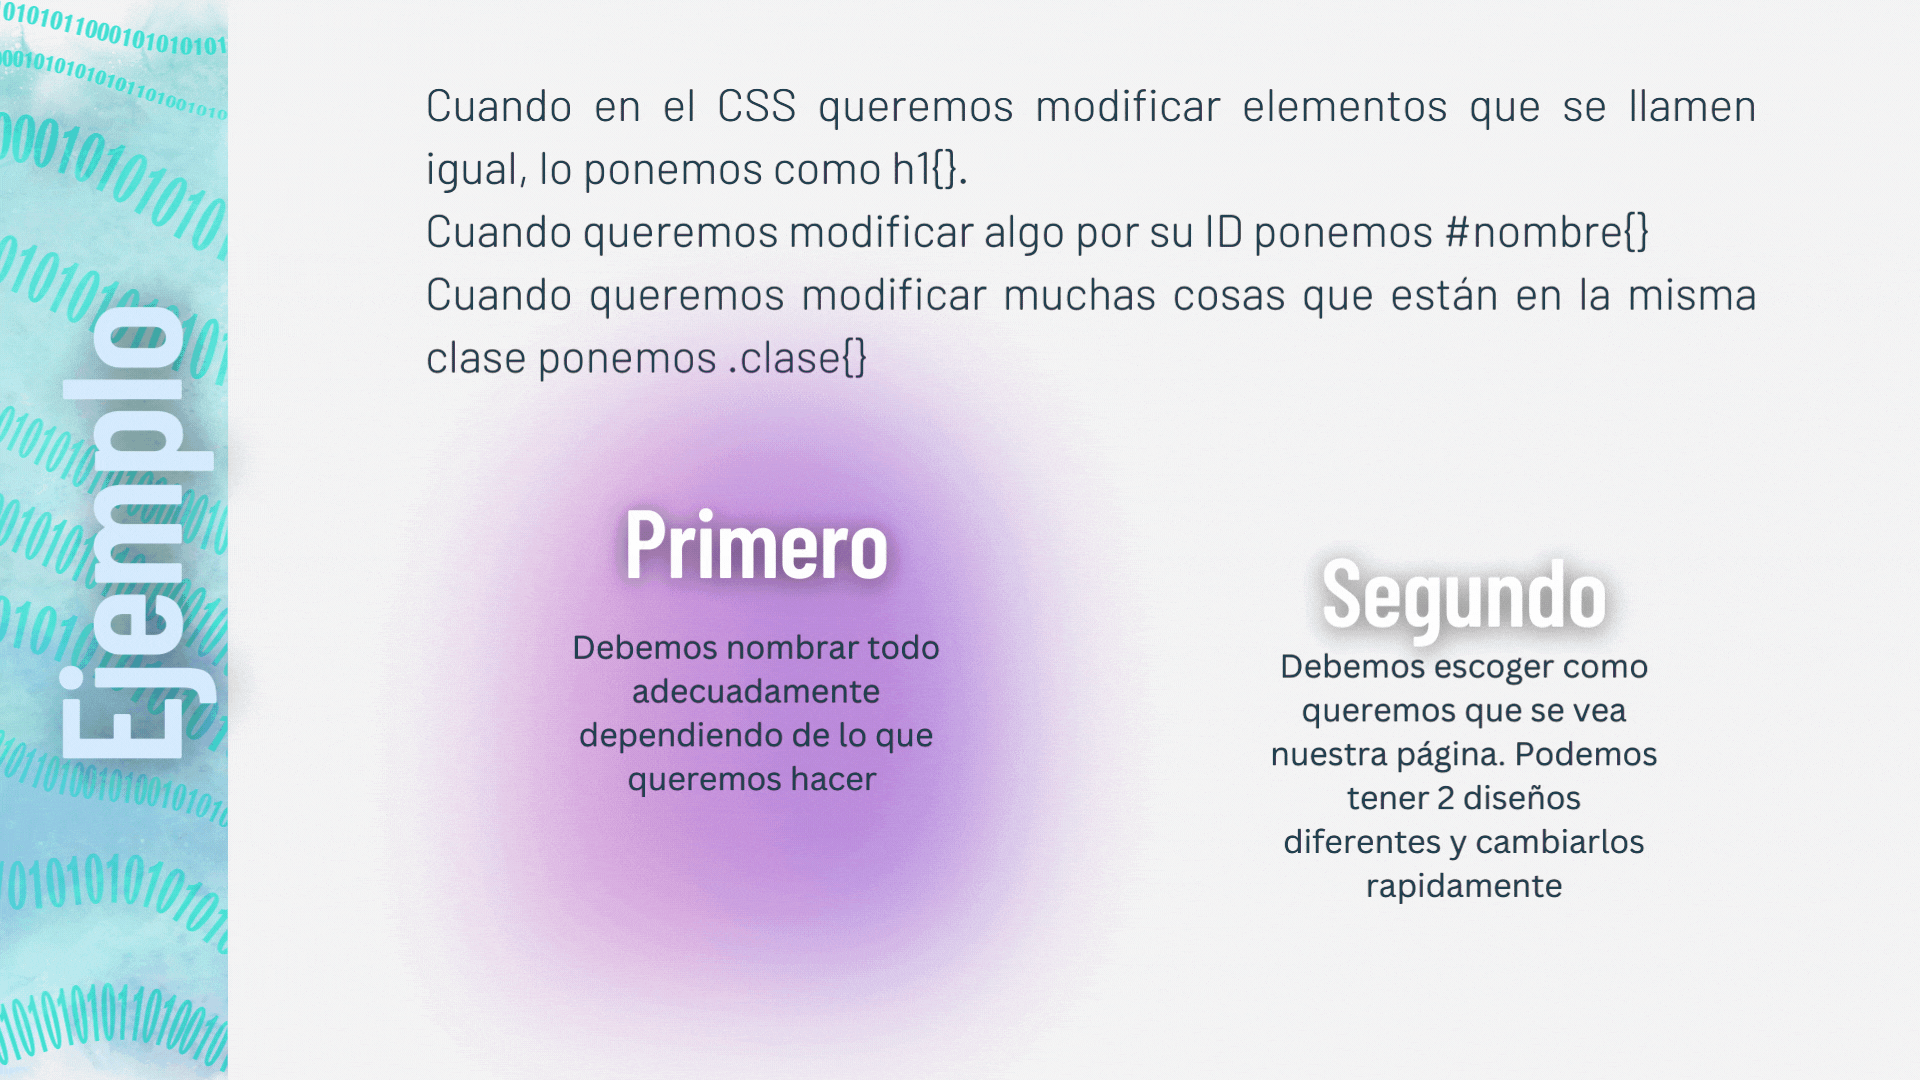 Ejemplo
Cuando en el CSS queremos modificar elementos que se llamen
igual, lo ponemos como h1{}.
Cuando queremos modificar algo por su ID ponemos #nombre{}
Cuando queremos modificar muchas cosas que están en la misma
clase ponemos .clase{}
Primero
Debemos nombrar todo
adecuadamente
dependiendo de lo que
queremos hacer
Segundo
Debemos escoger como
queremos que se vea
nuestra página. Podemos
tener 2 diseños
diferentes y cambiarlos
rapidamente